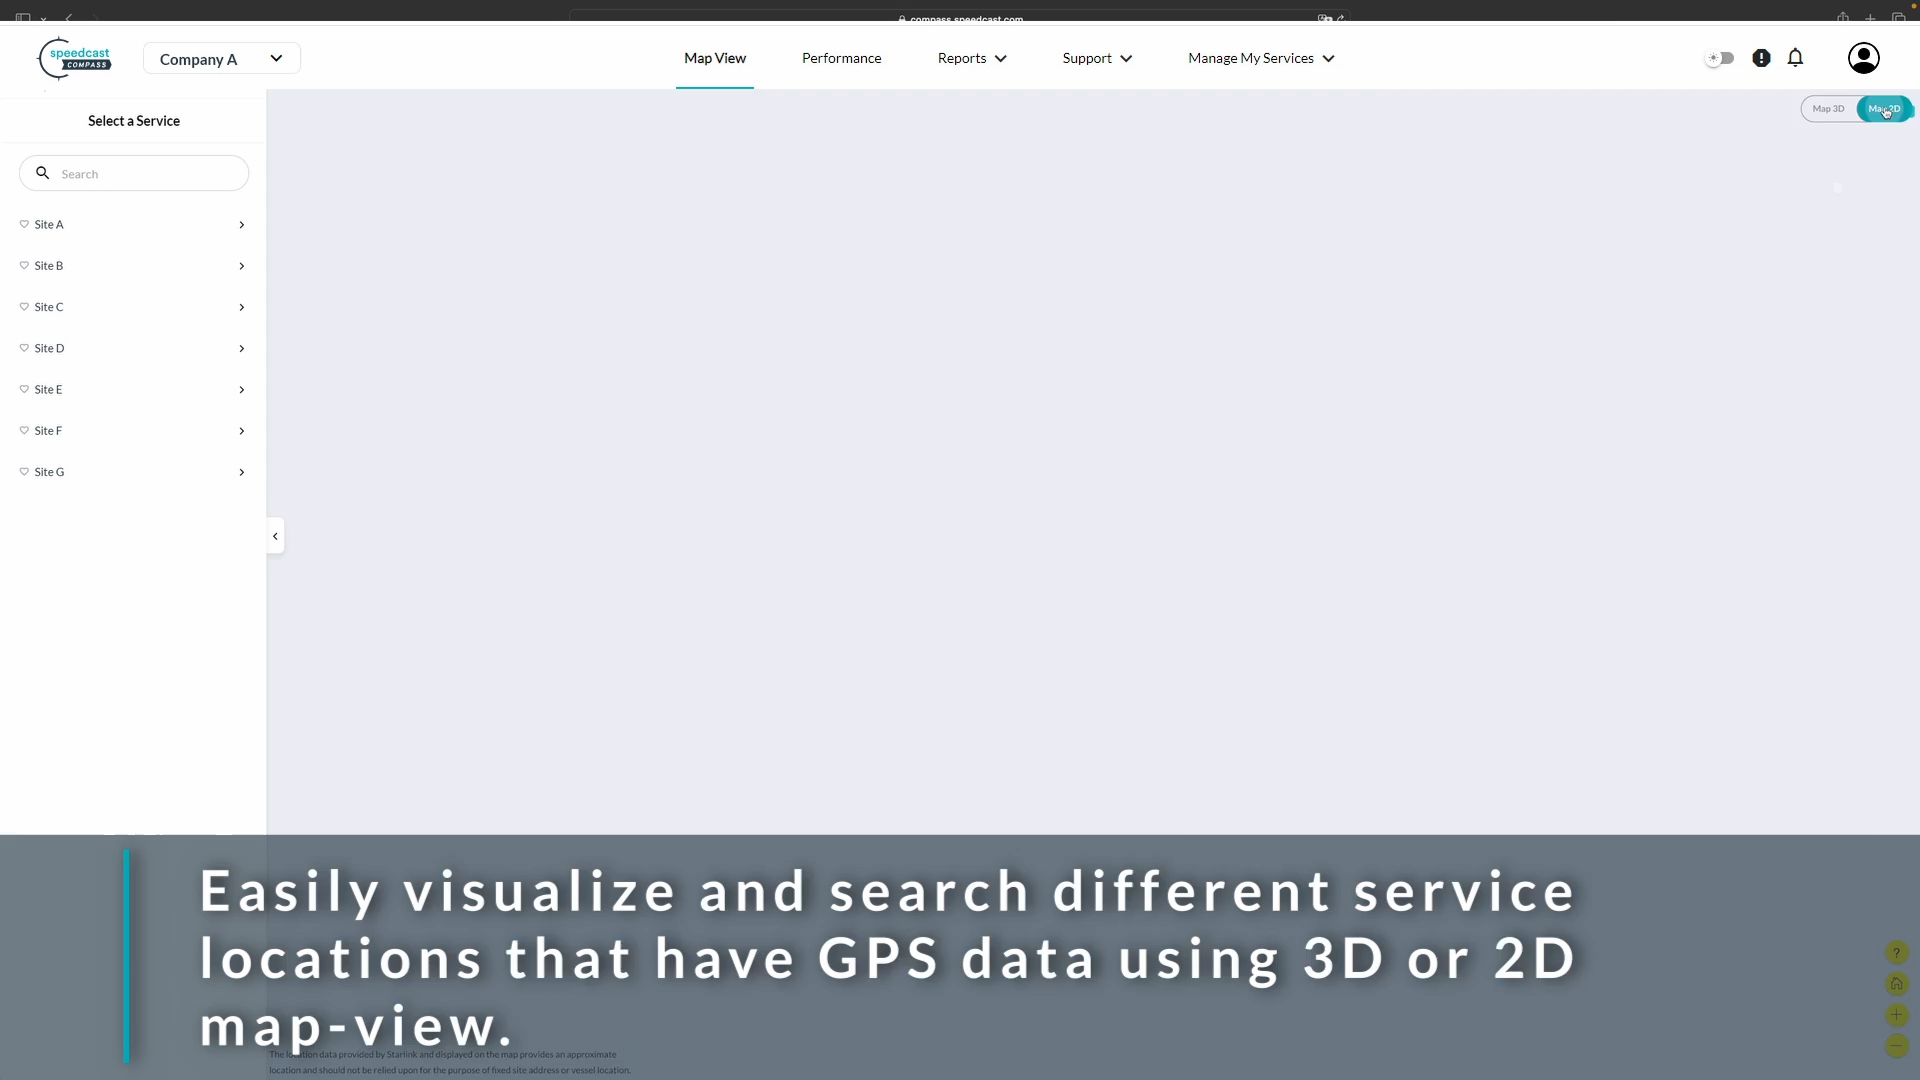 compass.speedcast.com
speedcast
COMPASS
Company A
Map View
Performance
Reports
Support
Manage My Services
Select a Service
Map 3D
Map 2D
Search
Site A
Site B
Site C
Site D
Site E
Site F
Site G
Easily visualize and search different service
locations that have GPS data using 3D or 2D
map-view.
The location data provided by Starlink and displayed on the map provides an approximate
location and should not be relied upon for the purpose of fixed site address or vessel location.